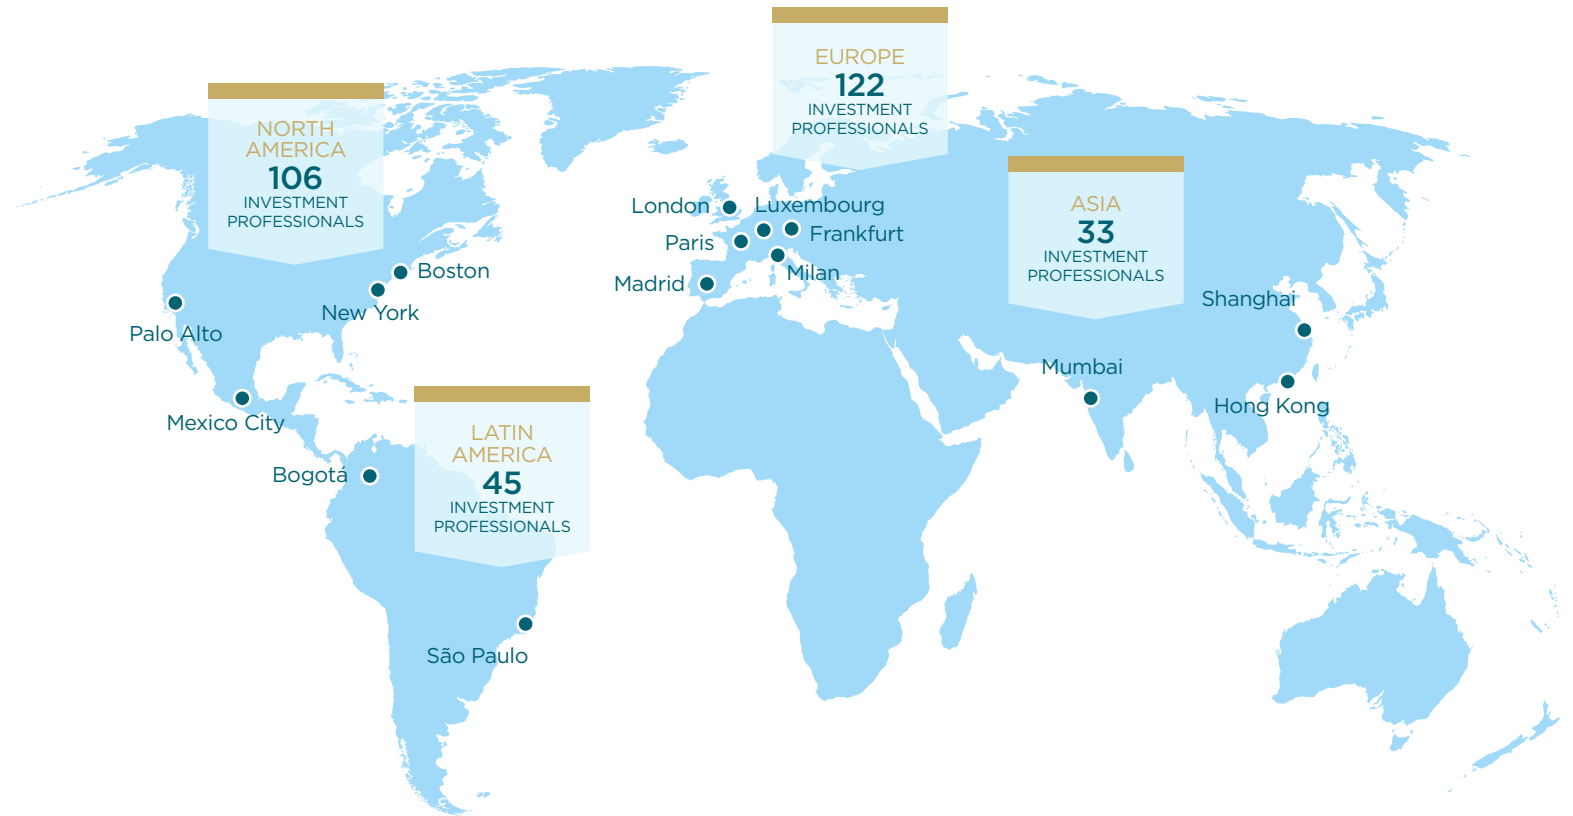 EUROPE
122
INVESTMENT
PROFESSIONALS
NORTH
AMERICA
106
INVESTMENT
PROFESSIONALS
ASIA
33
INVESTMENT
PROFESSIONALS
London
Luxembourg
Paris
Frankfurt
Madrid
Milan
Boston
New York
Palo Alto
Shanghai
Mumbai
Hong Kong
Mexico City
Bogotá
LATIN
AMERICA
45
INVESTMENT
PROFESSIONALS
São Paulo